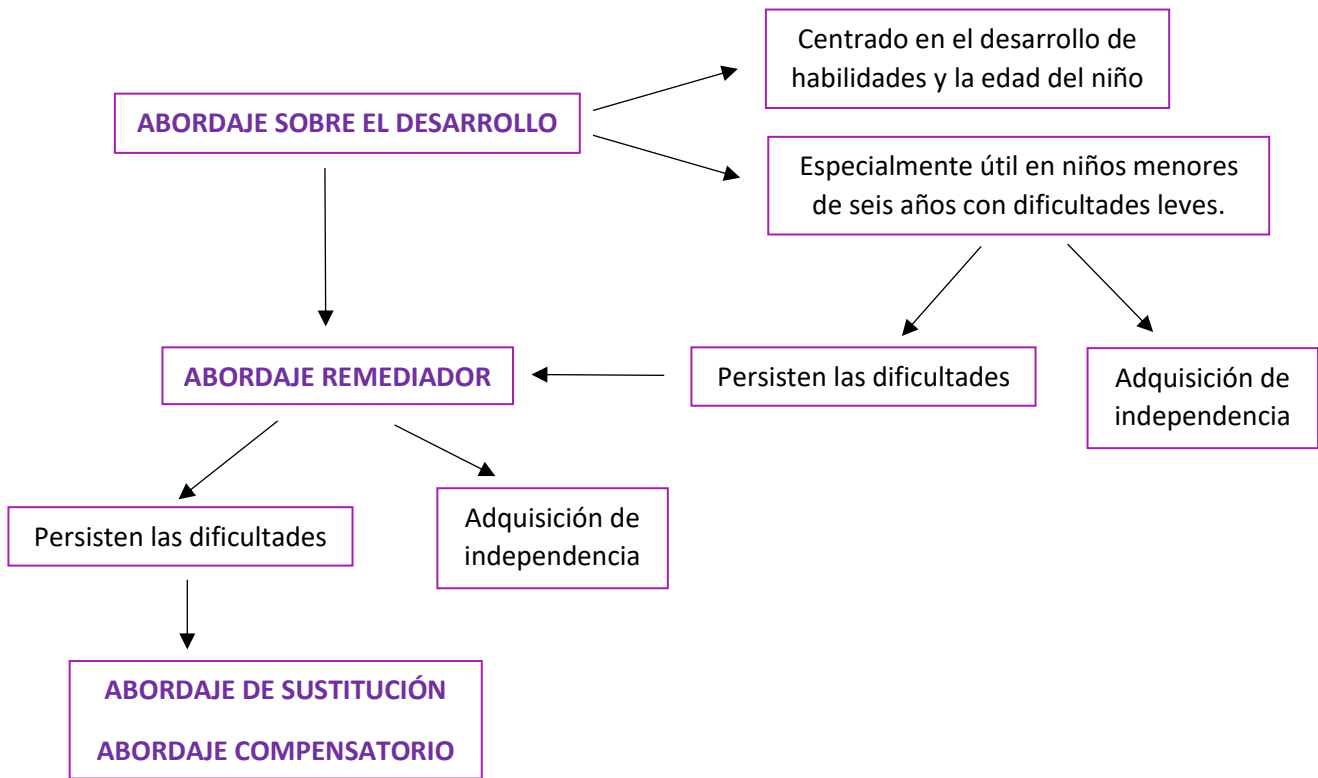 Centrado en el desarrollo de
habilidades y la edad del niño
ABORDAJE SOBRE EL DESARROLLO
Especialmente útil en niños menores
de seis años con dificultades leves.
ABORDAJE REMEDIADOR
Persisten las dificultades
Adquisición de
independencia
Persisten las dificultades
Adquisición de
independencia
ABORDAJE DE SUSTITUCIÓN
ABORDAJE COMPENSATORIO